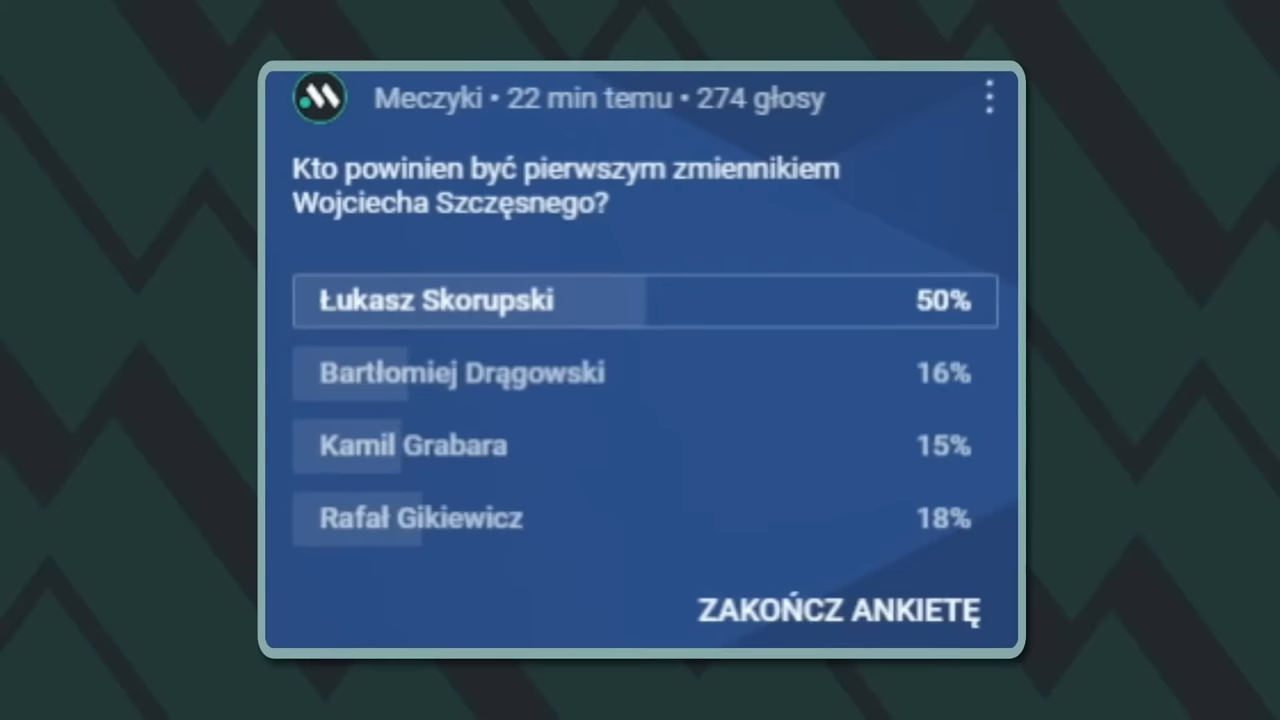 Meczyki • 22 min temu • 274 głosy
Kto powinien być pierwszym zmiennikiem
Wojciecha Szczęsnego?
Łukasz Skorupski 50%
Bartłomiej Drągowski 16%
Kamil Grabara 15%
Rafał Gikiewicz 18%
ZAKOŃCZ ANKIETĘ